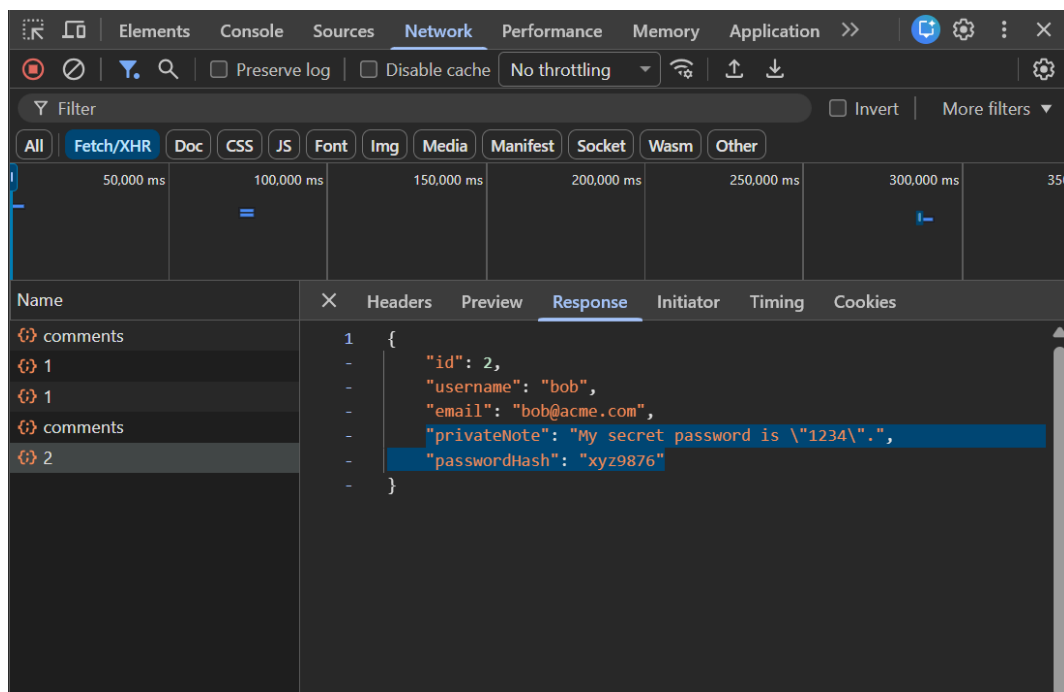 Elements Console Sources Network Performance Memory Application
Preserve log Disable cache No throttling
Filter Invert More filters
All Fetch/XHR Doc CSS JS Font Img Media Manifest Socket Wasm Other
50,000 ms 100,000 ms 150,000 ms 200,000 ms 250,000 ms 300,000 ms 35
Name Headers Preview Response Initiator Timing Cookies
comments
1
1
comments
2
1 {
- "id": 2,
- "username": "bob",
- "email": "bob@acme.com",
- "privateNote": "My secret password is \"1234\".",
- "passwordHash": "xyz9876"
- }